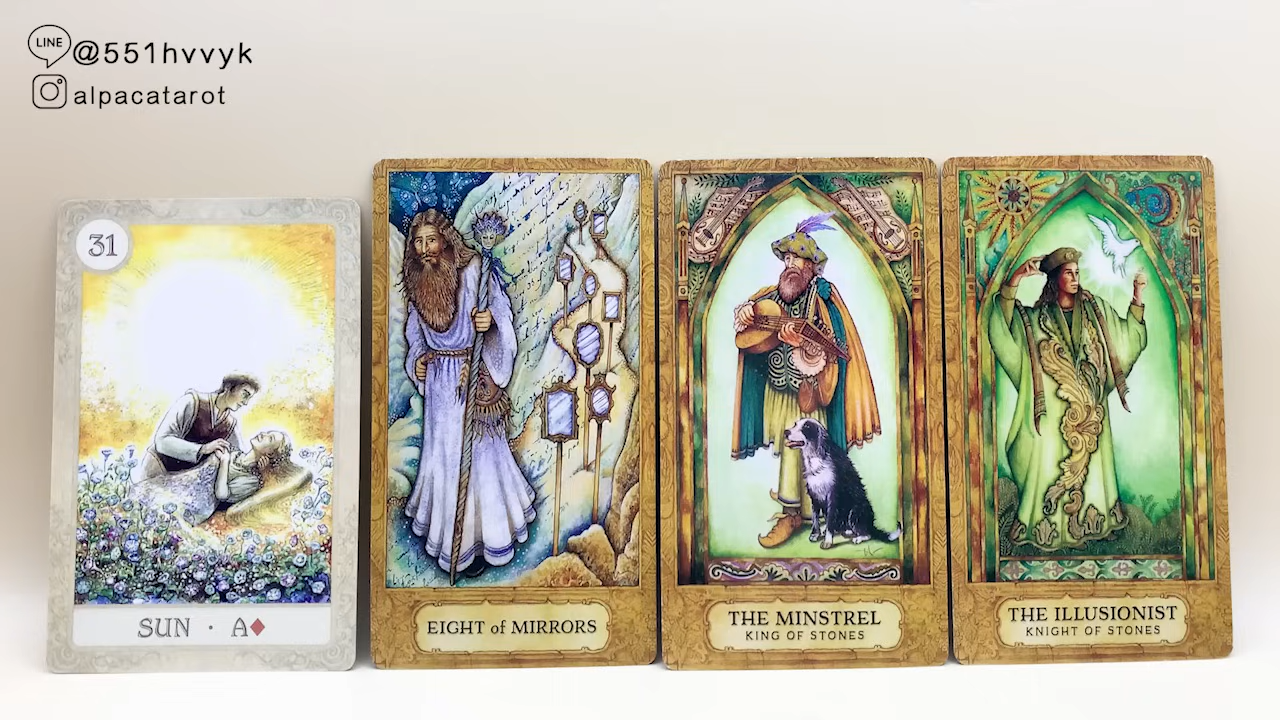 LINE
@551hvvyk
alpacatarot
31
SUN · A♦
EIGHT of MIRRORS
THE MINSTREL
KING OF STONES
THE ILLUSIONIST
KNIGHT OF STONES